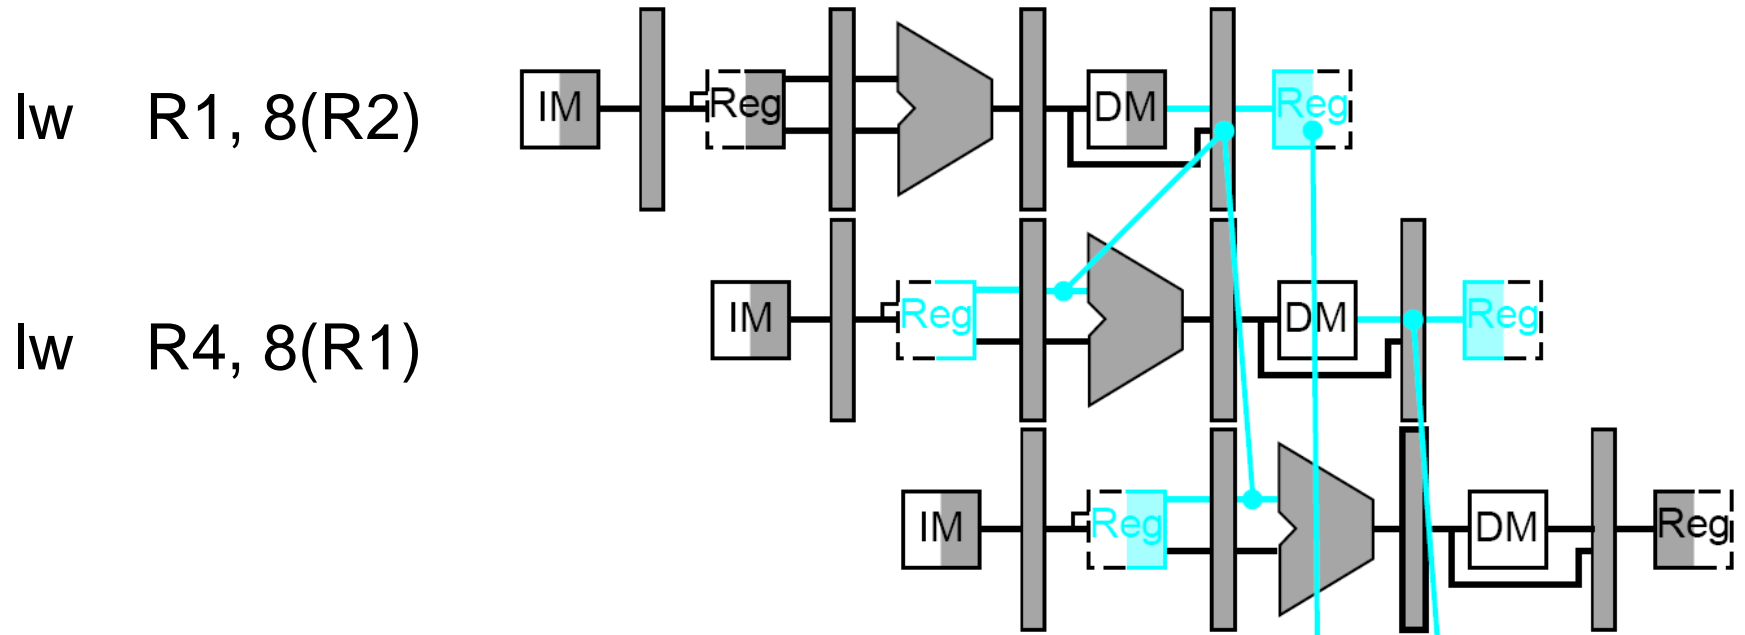 lw R1, 8(R2) IM Reg DM Reg
lw R4, 8(R1) IM Reg DM Reg
IM Reg DM Reg